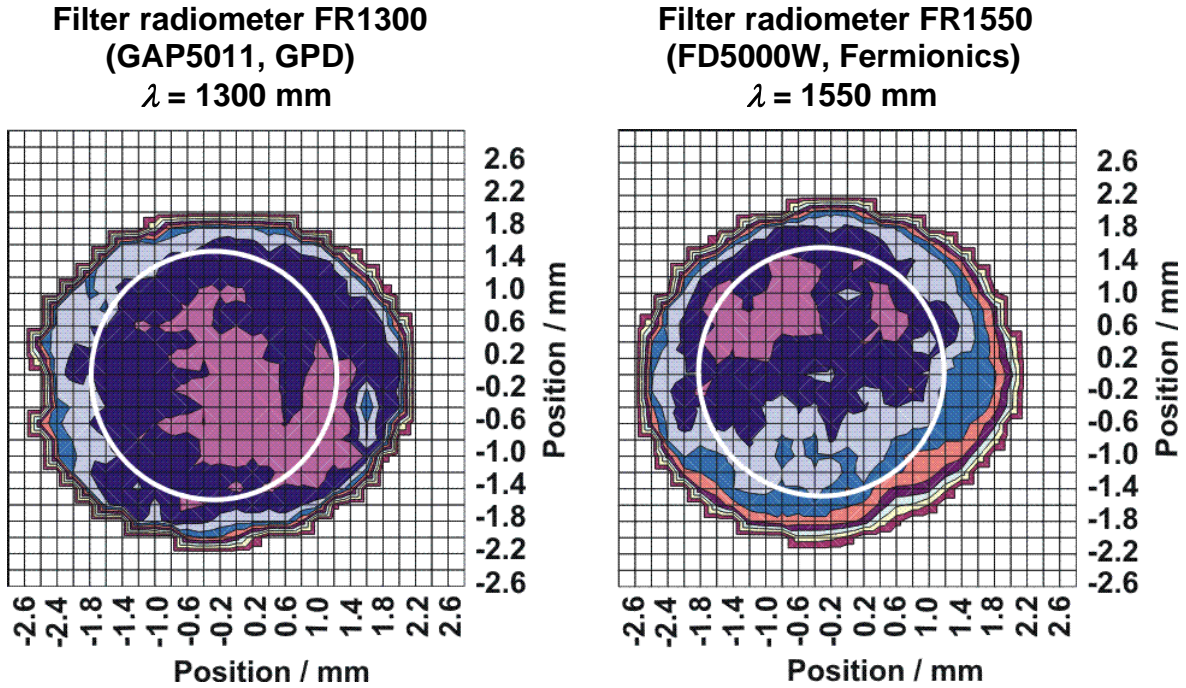 Filter radiometer FR1300
(GAP5011, GPD)
λ = 1300 mm
2.6
2.2
1.8
1.4
1.0
0.6
0.2
-0.2
-0.6
-1.0
-1.4
-1.8
-2.2
-2.6
Position / mm
-2.6 -2.2 -1.8 -1.4 -1.0 -0.6 -0.2 0.2 0.6 1.0 1.4 1.8 2.2 2.6
Position / mm
Filter radiometer FR1550
(FD5000W, Fermionics)
λ = 1550 mm
2.6
2.2
1.8
1.4
1.0
0.6
0.2
-0.2
-0.6
-1.0
-1.4
-1.8
-2.2
-2.6
Position / mm
-2.6 -2.2 -1.8 -1.4 -1.0 -0.6 -0.2 0.2 0.6 1.0 1.4 1.8 2.2 2.6
Position / mm